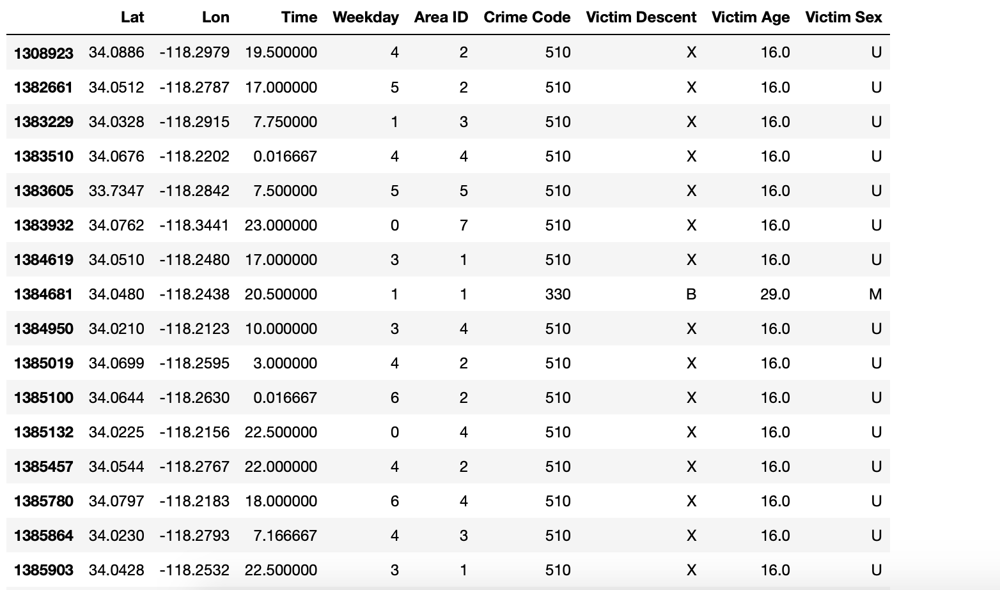 Lat Lon Time Weekday Area ID Crime Code Victim Descent Victim Age Victim Sex
1308923 34.0886 -118.2979 19.500000 4 2 510 X 16.0 U
1382661 34.0512 -118.2787 17.000000 5 2 510 X 16.0 U
1383229 34.0328 -118.2915 7.750000 1 3 510 X 16.0 U
1383510 34.0676 -118.2202 0.016667 4 4 510 X 16.0 U
1383605 33.7347 -118.2842 7.500000 5 5 510 X 16.0 U
1383932 34.0762 -118.3441 23.000000 0 7 510 X 16.0 U
1384619 34.0510 -118.2480 17.000000 3 1 510 X 16.0 U
1384681 34.0480 -118.2438 20.500000 1 1 330 B 29.0 M
1384950 34.0210 -118.2123 10.000000 3 4 510 X 16.0 U
1385019 34.0699 -118.2595 3.000000 4 2 510 X 16.0 U
1385100 34.0644 -118.2630 0.016667 6 2 510 X 16.0 U
1385132 34.0225 -118.2156 22.500000 0 4 510 X 16.0 U
1385457 34.0544 -118.2767 22.000000 4 2 510 X 16.0 U
1385780 34.0797 -118.2183 18.000000 6 4 510 X 16.0 U
1385864 34.0230 -118.2793 7.166667 4 3 510 X 16.0 U
1385903 34.0428 -118.2532 22.500000 3 1 510 X 16.0 U